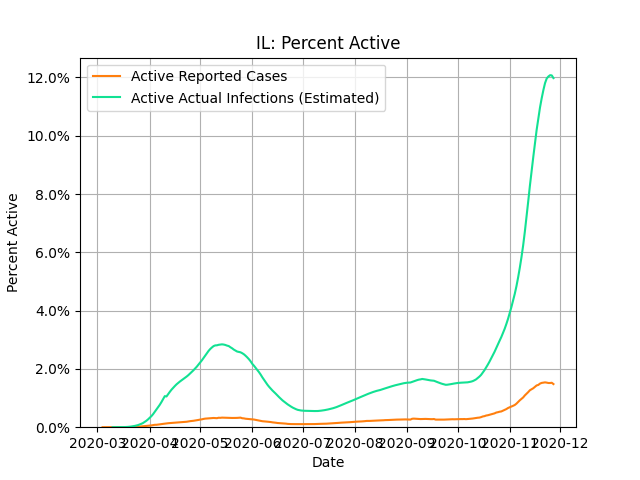 IL: Percent Active
Active Reported Cases
Active Actual Infections (Estimated)
Percent Active
12.0%
10.0%
8.0%
6.0%
4.0%
2.0%
0.0%
2020-03 2020-04 2020-05 2020-06 2020-07 2020-08 2020-09 2020-10 2020-11 2020-12
Date